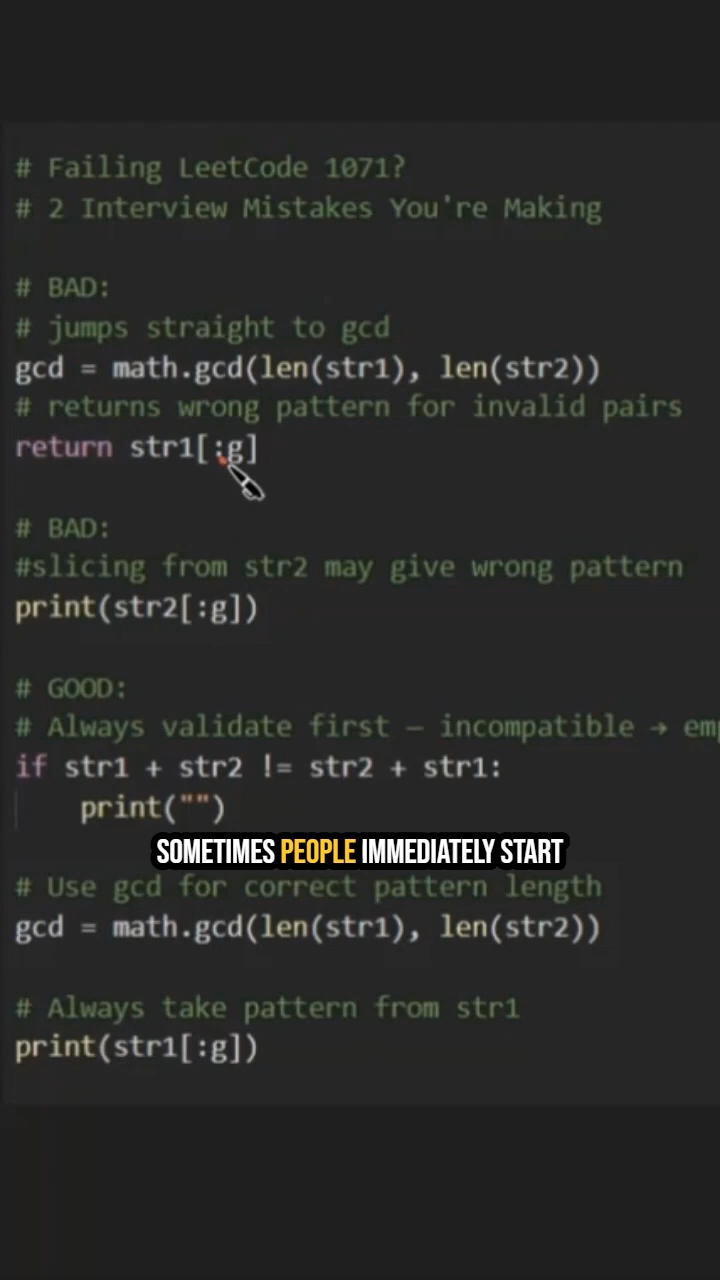 # Failing LeetCode 1071?
# 2 Interview Mistakes You're Making
# BAD:
# jumps straight to gcd
gcd = math.gcd(len(str1), len(str2))
# returns wrong pattern for invalid pairs
return str1[:g]
# BAD:
#slicing from str2 may give wrong pattern
print(str2[:g])
# GOOD:
# Always validate first — incompatible → emp
if str1 + str2 != str2 + str1:
    print("")
SOMETIMES PEOPLE IMMEDIATELY START
# Use gcd for correct pattern length
gcd = math.gcd(len(str1), len(str2))
# Always take pattern from str1
print(str1[:g])